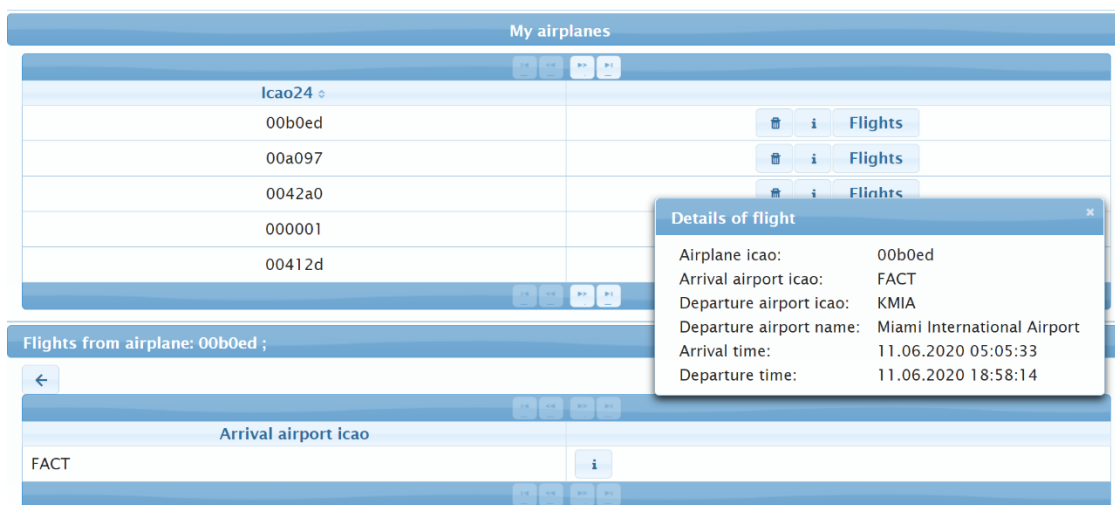 My airplanes
Icao24
00b0ed Flights
00a097 Flights
0042a0 Flights
000001
00412d
Details of flight
Airplane icao: 00b0ed
Arrival airport icao: FACT
Departure airport icao: KMIA
Departure airport name: Miami International Airport
Arrival time: 11.06.2020 05:05:33
Departure time: 11.06.2020 18:58:14
Flights from airplane: 00b0ed ;
Arrival airport icao
FACT